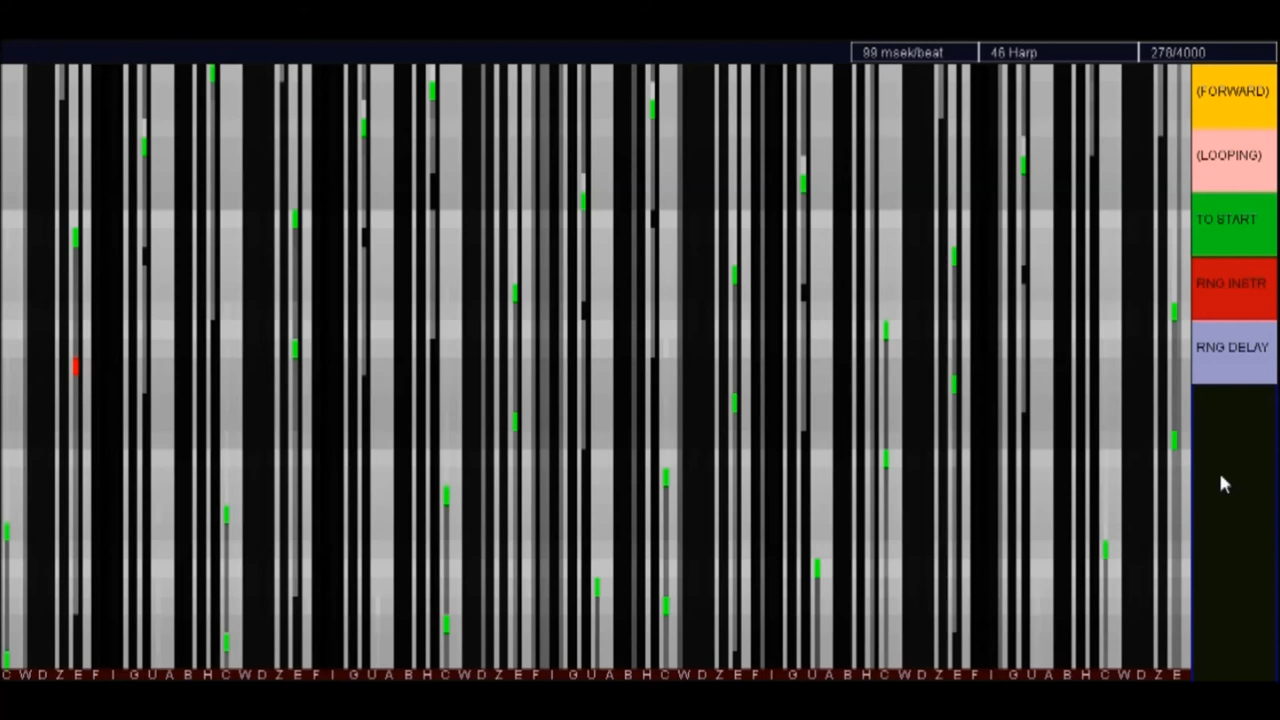 99 msek/beat 46 Harp 278/4000
(FORWARD)
(LOOPING)
TO START
RNG INSTR
RNG DELAY
C W D Z E F I G U A B H C W D Z E F I G U A B H C W D Z E F I G U A B H C W D Z E F I G U A B H C W D Z E F I G U A B H C W D Z E